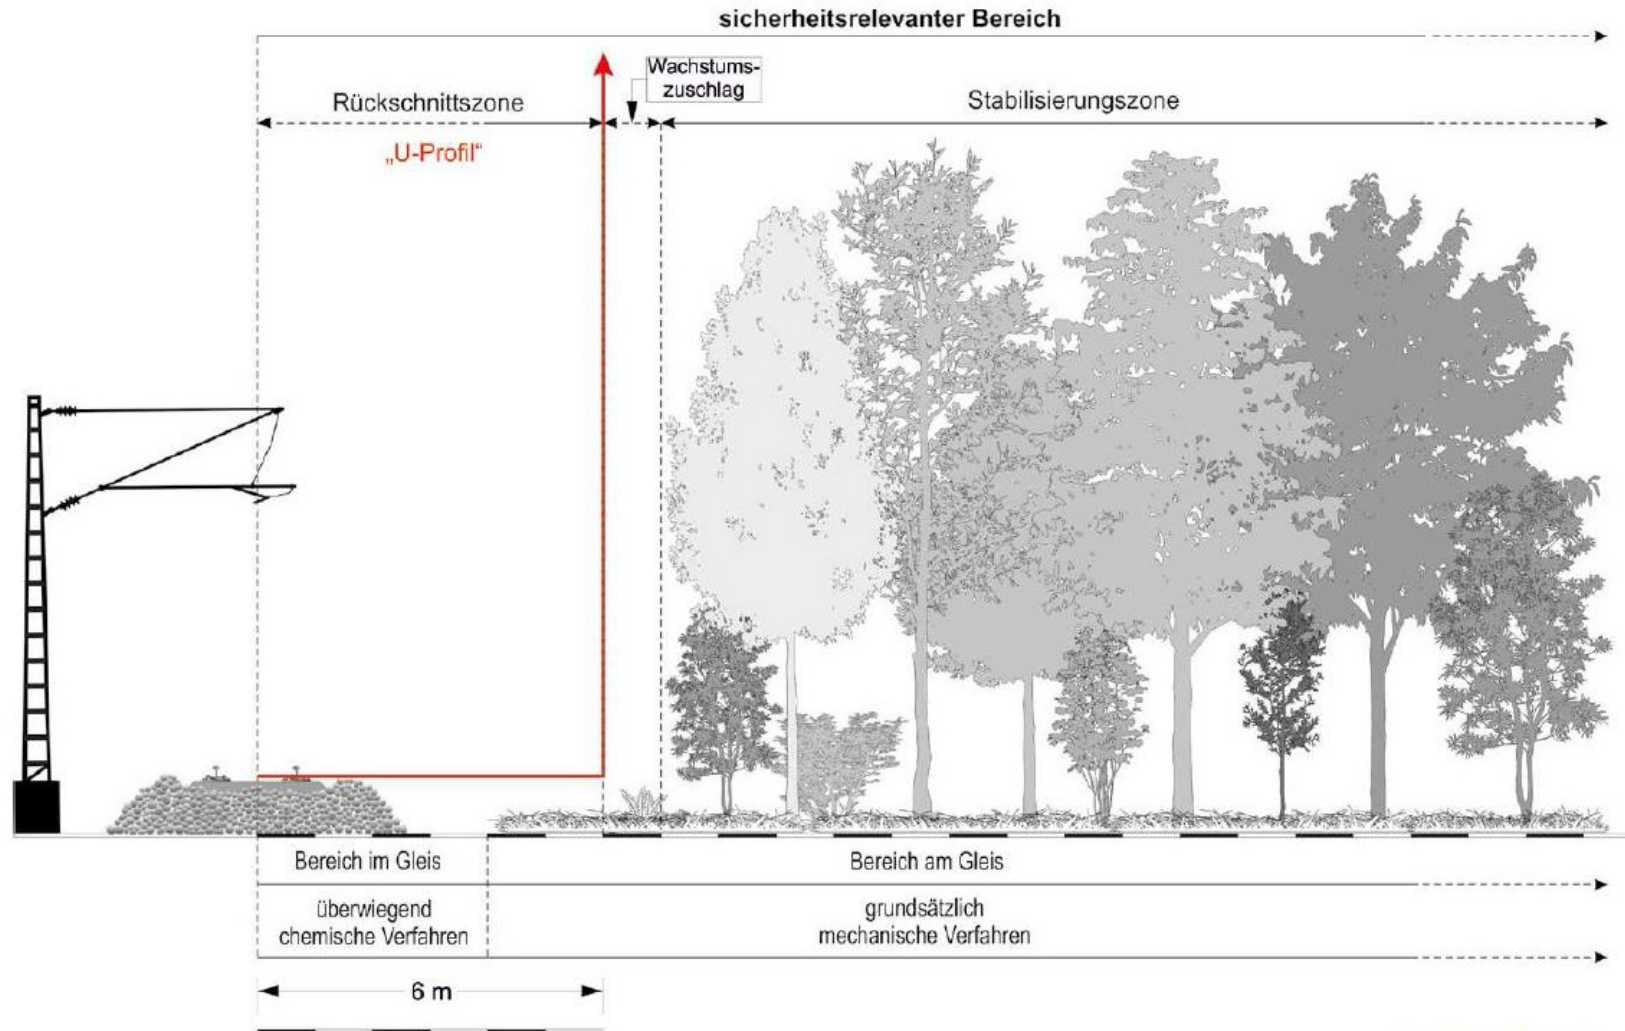 sicherheitsrelevanter Bereich
Wachstums-
zuschlag
Rückschnittszone
Stabilisierungszone
„U-Profil“
Bereich im Gleis
Bereich am Gleis
überwiegend
chemische Verfahren
grundsätzlich
mechanische Verfahren
6 m